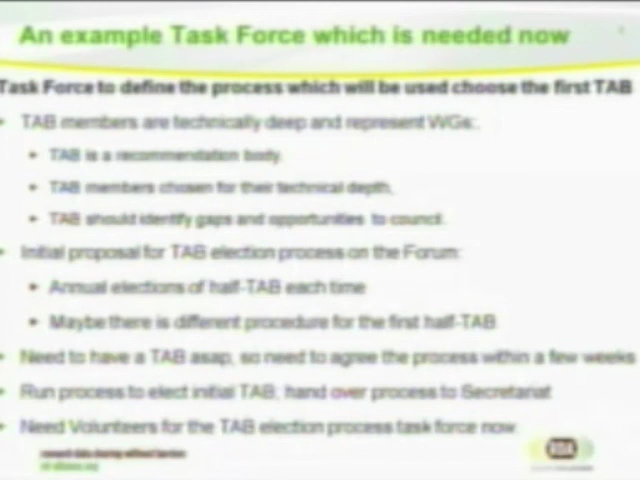 An example Task Force which is needed now
Task Force to define the process which will be used choose the first TAB
TAB members are technically deep and represent WGs:
TAB is a recommendation body.
TAB members chosen for their technical depth.
TAB should identify gaps and opportunities to council.
Initial proposal for TAB election process on the Forum:
Annual elections of half-TAB each time
Maybe there is different procedure for the first half-TAB
Need to have a TAB asap, so need to agree the process within a few weeks
Run process to elect initial TAB; hand over process to Secretariat
Need Volunteers for the TAB election process task force now
research data sharing without barriers